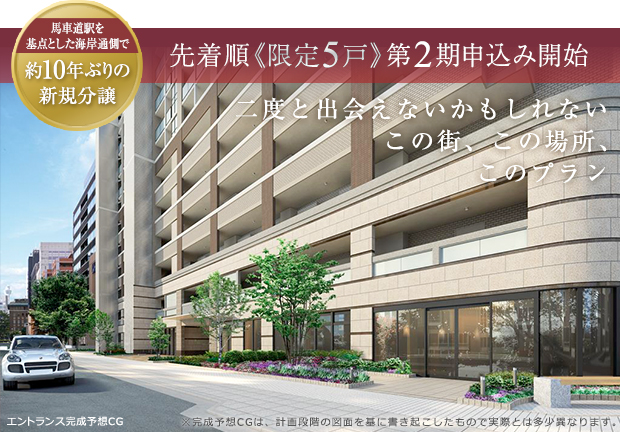 馬車道駅を
基点とした海岸通側で
約10年ぶりの
新規分譲
先着順《限定5戸》第2期申込み開始
二度と出会えないかもしれない
この街、この場所、
このプラン
エントランス完成予想CG
※完成予想CGは、計画段階の図面を基に書き起こしたもので実際とは多少異なります。